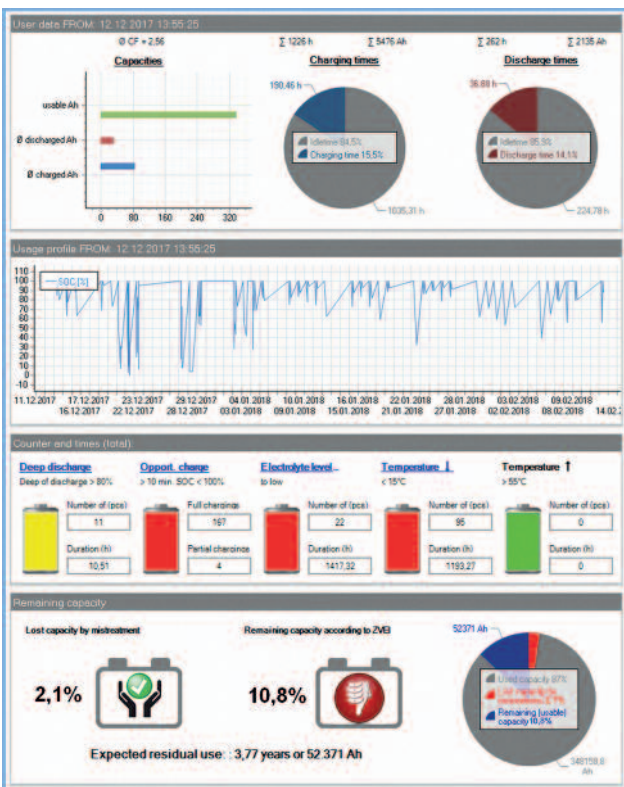 User data FROM: 12.12.2017 13:55:25
Ø CF = 2,56
∑ 1226 h ∑ 5476 Ah
∑ 262 h ∑ 2135 Ah
Capacities
Charging times
Discharge times
usable Ah
Ø discharged Ah
Ø charged Ah
0 80 160 240 320
190,46 h
Idletime 84,5%
Charging time 15,5%
1035,31 h
36,88 h
Idletime 85,9%
Discharge time 14,1%
224,78 h
Usage profile FROM: 12.12.2017 13:55:25
SOC [%]
110
100
90
80
70
60
50
40
30
20
10
0
-10
11.12.2017 17.12.2017 23.12.2017 29.12.2017 04.01.2018 10.01.2018 16.01.2018 22.01.2018 28.01.2018 03.02.2018 09.02.2018
16.12.2017 22.12.2017 28.12.2017 03.01.2018 09.01.2018 15.01.2018 21.01.2018 27.01.2018 02.02.2018 08.02.2018 14.02.2
Counter and times (total):
Deep discharge
Deep of discharge > 80%
Number of (pcs)
11
Duration (h)
10,51
Opport. charge
> 10 min. SOC < 100%
Full chargings
167
Partial chargings
4
Electrolyte level...
to low
Number of (pcs)
22
Duration (h)
1417,32
Temperature ↓
< 15°C
Number of (pcs)
95
Duration (h)
1193,27
Temperature ↑
> 55°C
Number of (pcs)
0
Duration (h)
0
Remaining capacity
Lost capacity by mistreatment
2,1%
Remaining capacity according to ZVEI
10,8%
Expected residual use: : 3,77 years or 52.371 Ah
52371 Ah
Used capacity 87%
Remaining (usable)
capacity 10,8%
Ah